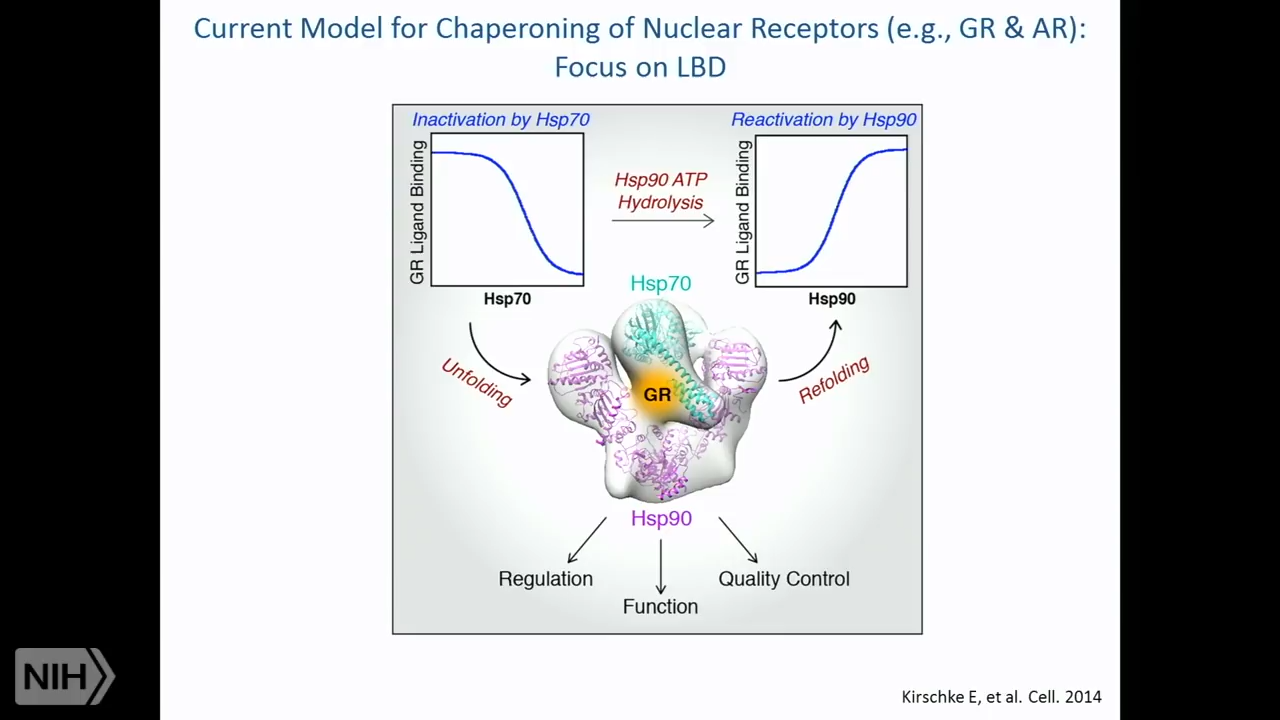 Current Model for Chaperoning of Nuclear Receptors (e.g., GR & AR):
Focus on LBD
Inactivation by Hsp70
Reactivation by Hsp90
GR Ligand Binding
Hsp90 ATP
Hydrolysis
GR Ligand Binding
Hsp70
Hsp90
Hsp70
Unfolding
GR
Refolding
Hsp90
Regulation
Function
Quality Control
NIH
Kirschke E, et al. Cell. 2014